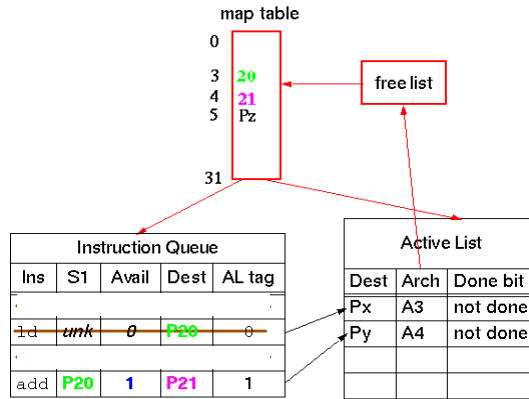 map table
0
3 20
4 21
5 Pz
31
free list
Instruction Queue
Ins S1 Avail Dest AL tag
ld unk 0 P20 0
add P20 1 P21 1
Active List
Dest Arch Done bit
Px A3 not done
Py A4 not done